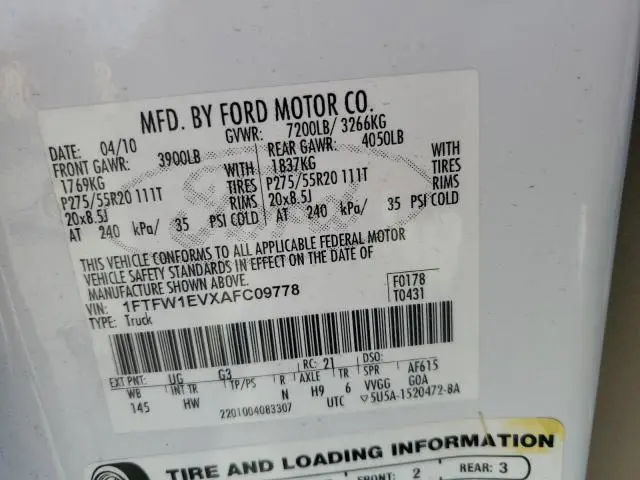 MFD. BY FORD MOTOR CO.
DATE: 04/10 GVWR: 7200LB/ 3266KG
FRONT GAWR: 3900LB REAR GAWR: 4050LB
1769KG WITH 1837KG WITH
P275/55R20 111T TIRES P275/55R20 111T TIRES
20x8.5J RIMS 20x8.5J RIMS
AT 240 kPa/ 35 PSI COLD AT 240 kPa/ 35 PSI COLD
THIS VEHICLE CONFORMS TO ALL APPLICABLE FEDERAL MOTOR
VEHICLE SAFETY STANDARDS IN EFFECT ON THE DATE OF
MANUFACTURE SHOWN ABOVE.
VIN: 1FTFW1EVXAFC09778 F0178
TYPE: Truck T0431
EXT PNT: UG G3 RC: 21 DSO: AF615
WB INT TR TP/PS R AXLE TR SPR GOA
145 HW N H9 6 VVGG
2201004083307 UTC 5U5A-1520472-BA
TIRE AND LOADING INFORMATION
FRONT: 2 REAR: 3